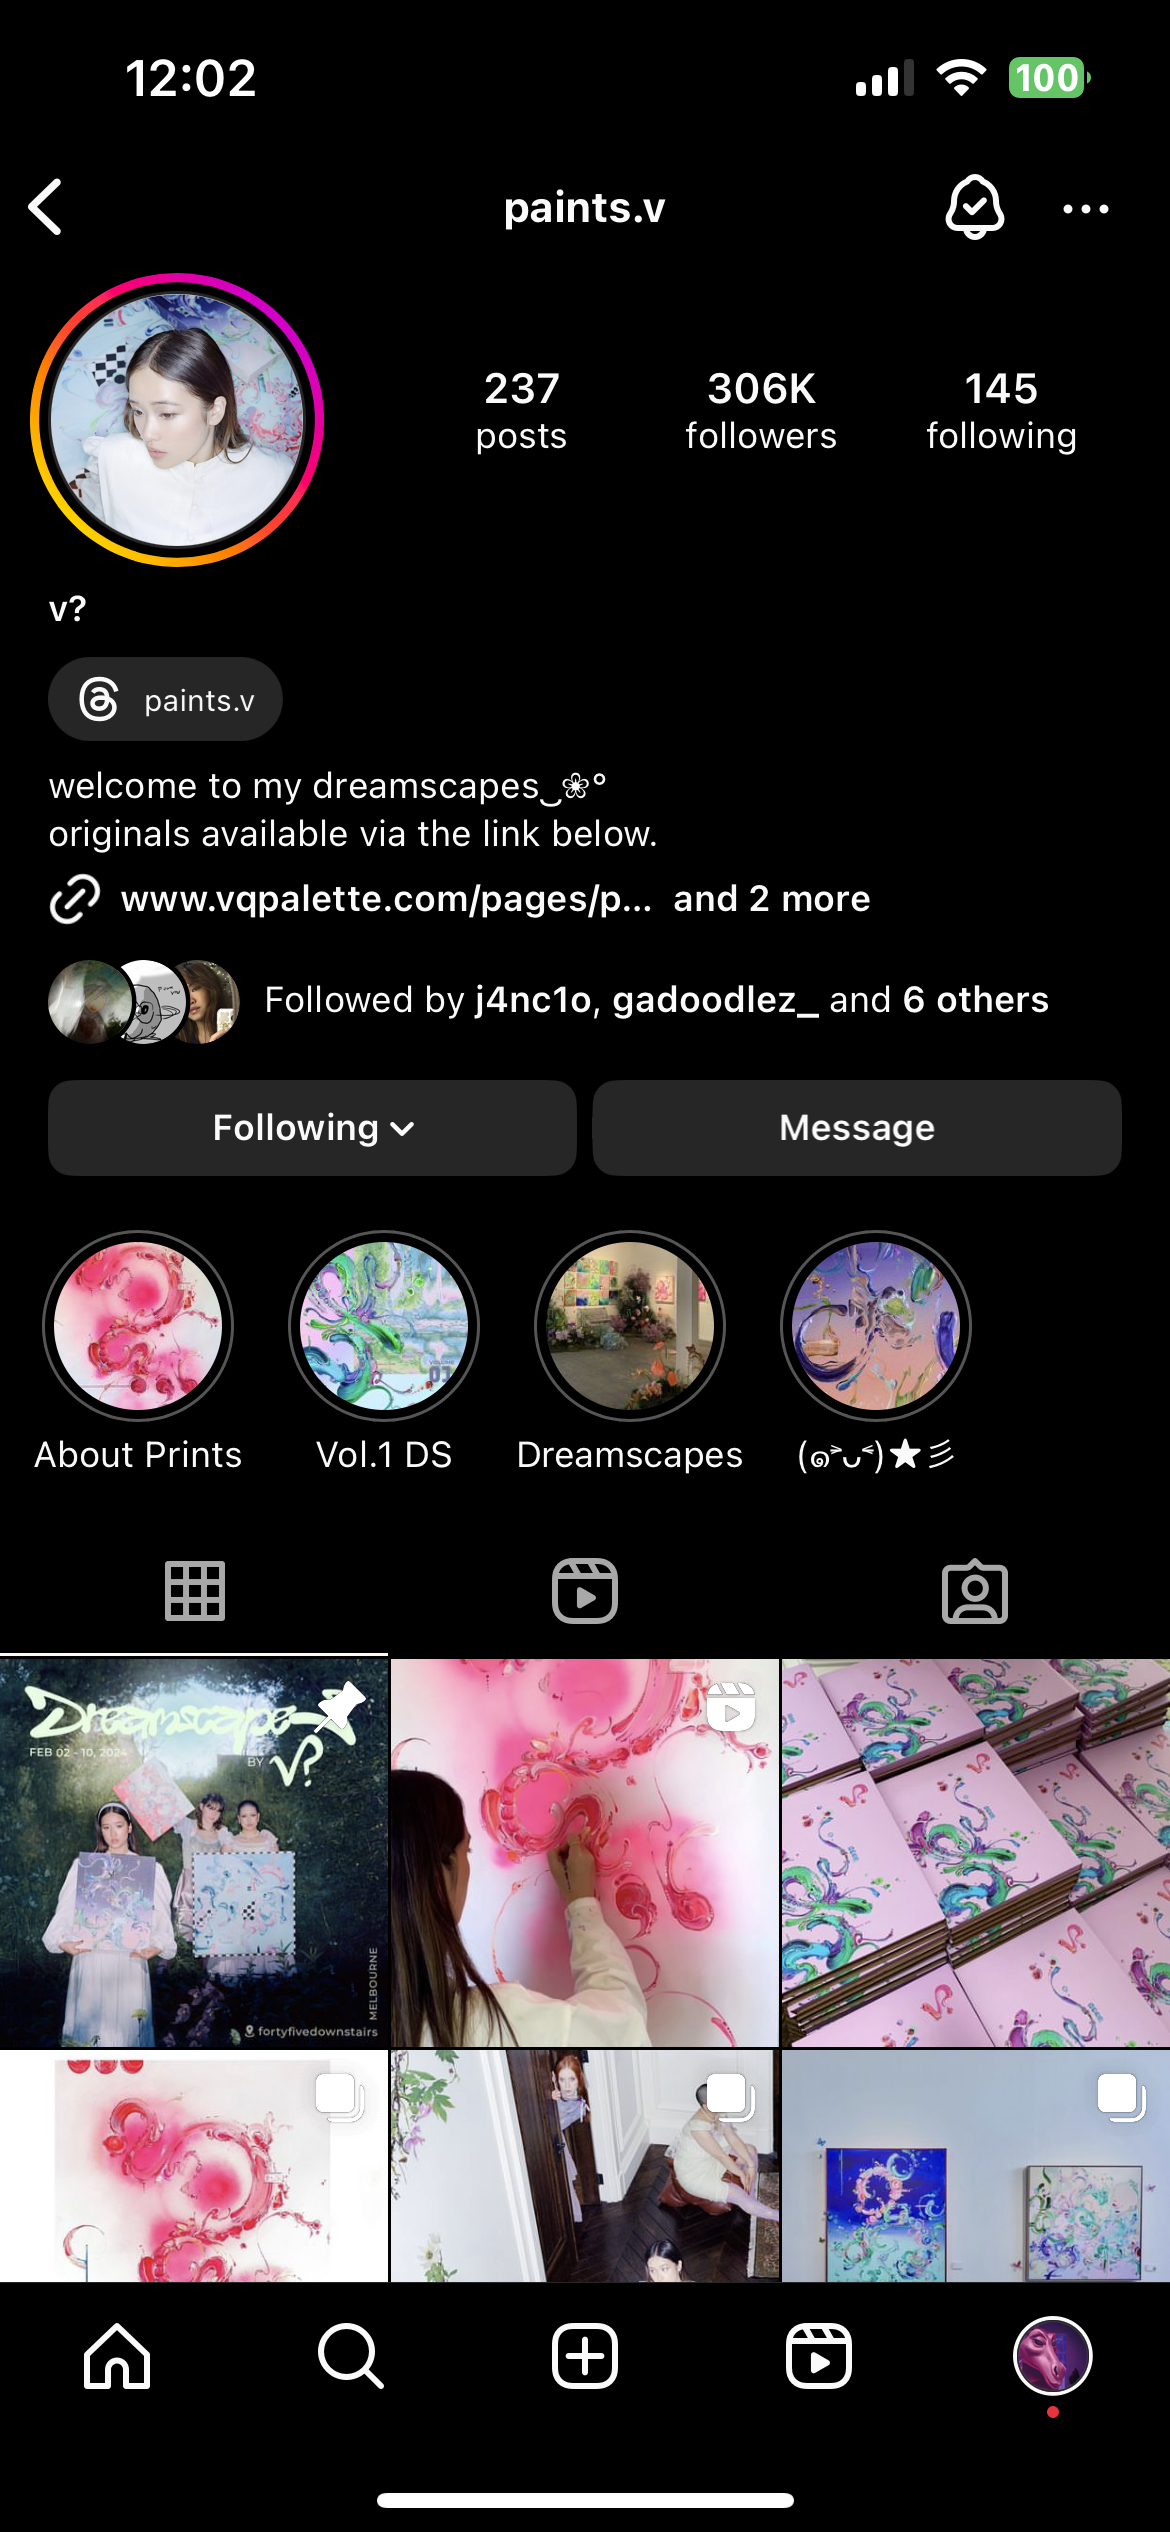 12:02
100
paints.v
237
posts
306K
followers
145
following
v?
paints.v
welcome to my dreamscapes‿❀°
originals available via the link below.
www.vqpalette.com/pages/p... and 2 more
Followed by j4nc1o, gadoodlez_ and 6 others
Following
Message
About Prints
Vol.1 DS
Dreamscapes
(๑˃ᴗ˂)★彡
Dreamscape
FEB 02 - 10, 2024
BY V?
MELBOURNE
fortyfivedownstairs